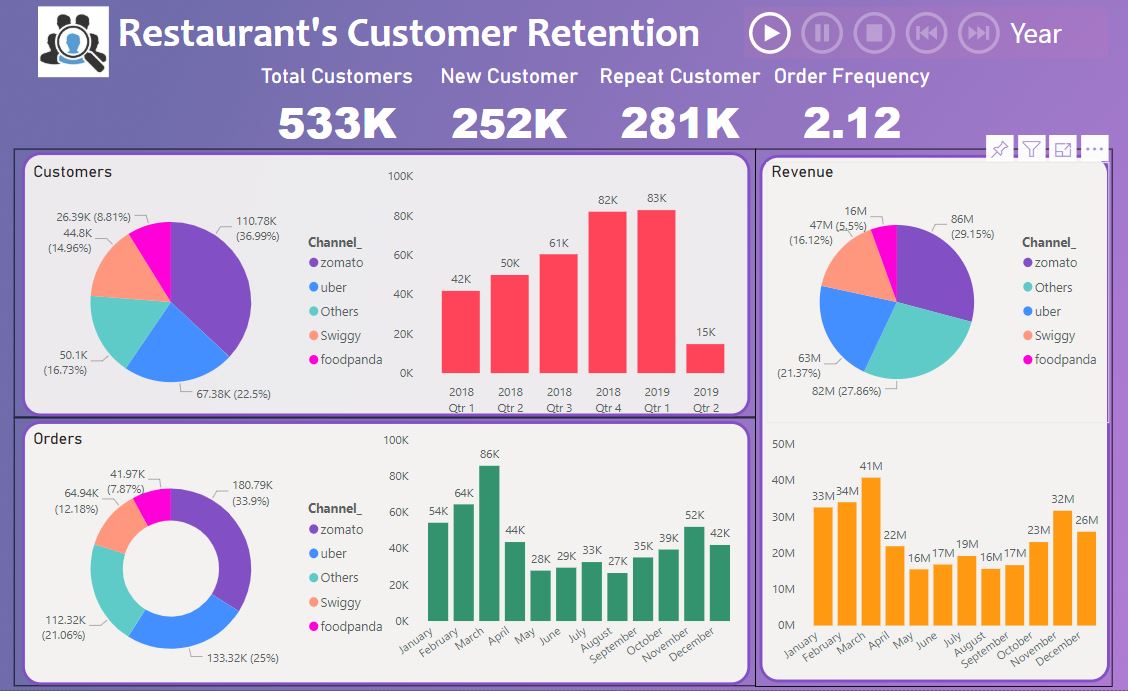 Restaurant's Customer Retention
Year
Total Customers
New Customer
Repeat Customer
Order Frequency
533K
252K
281K
2.12
Customers
26.39K (8.81%)
44.8K
(14.96%)
110.78K
(36.99%)
50.1K
(16.73%)
67.38K (22.5%)
Channel_
zomato
uber
Others
Swiggy
foodpanda
100K
80K
60K
40K
20K
0K
42K
50K
61K
82K
83K
15K
2018
Qtr 1
2018
Qtr 2
2018
Qtr 3
2018
Qtr 4
2019
Qtr 1
2019
Qtr 2
Revenue
16M
(5.5%)
47M
(16.12%)
86M
(29.15%)
63M
(21.37%)
82M (27.86%)
Channel_
zomato
Others
uber
Swiggy
foodpanda
Orders
41.97K
(7.87%)
64.94K
(12.18%)
180.79K
(33.9%)
112.32K
(21.06%)
133.32K (25%)
Channel_
zomato
uber
Others
Swiggy
foodpanda
100K
80K
60K
40K
20K
0K
54K
64K
86K
44K
28K
29K
33K
27K
35K
39K
52K
42K
January
February
March
April
May
June
July
August
September
October
November
December
50M
40M
30M
20M
10M
0M
33M
34M
41M
22M
16M
17M
19M
16M
17M
23M
32M
26M
January
February
March
April
May
June
July
August
September
October
November
December